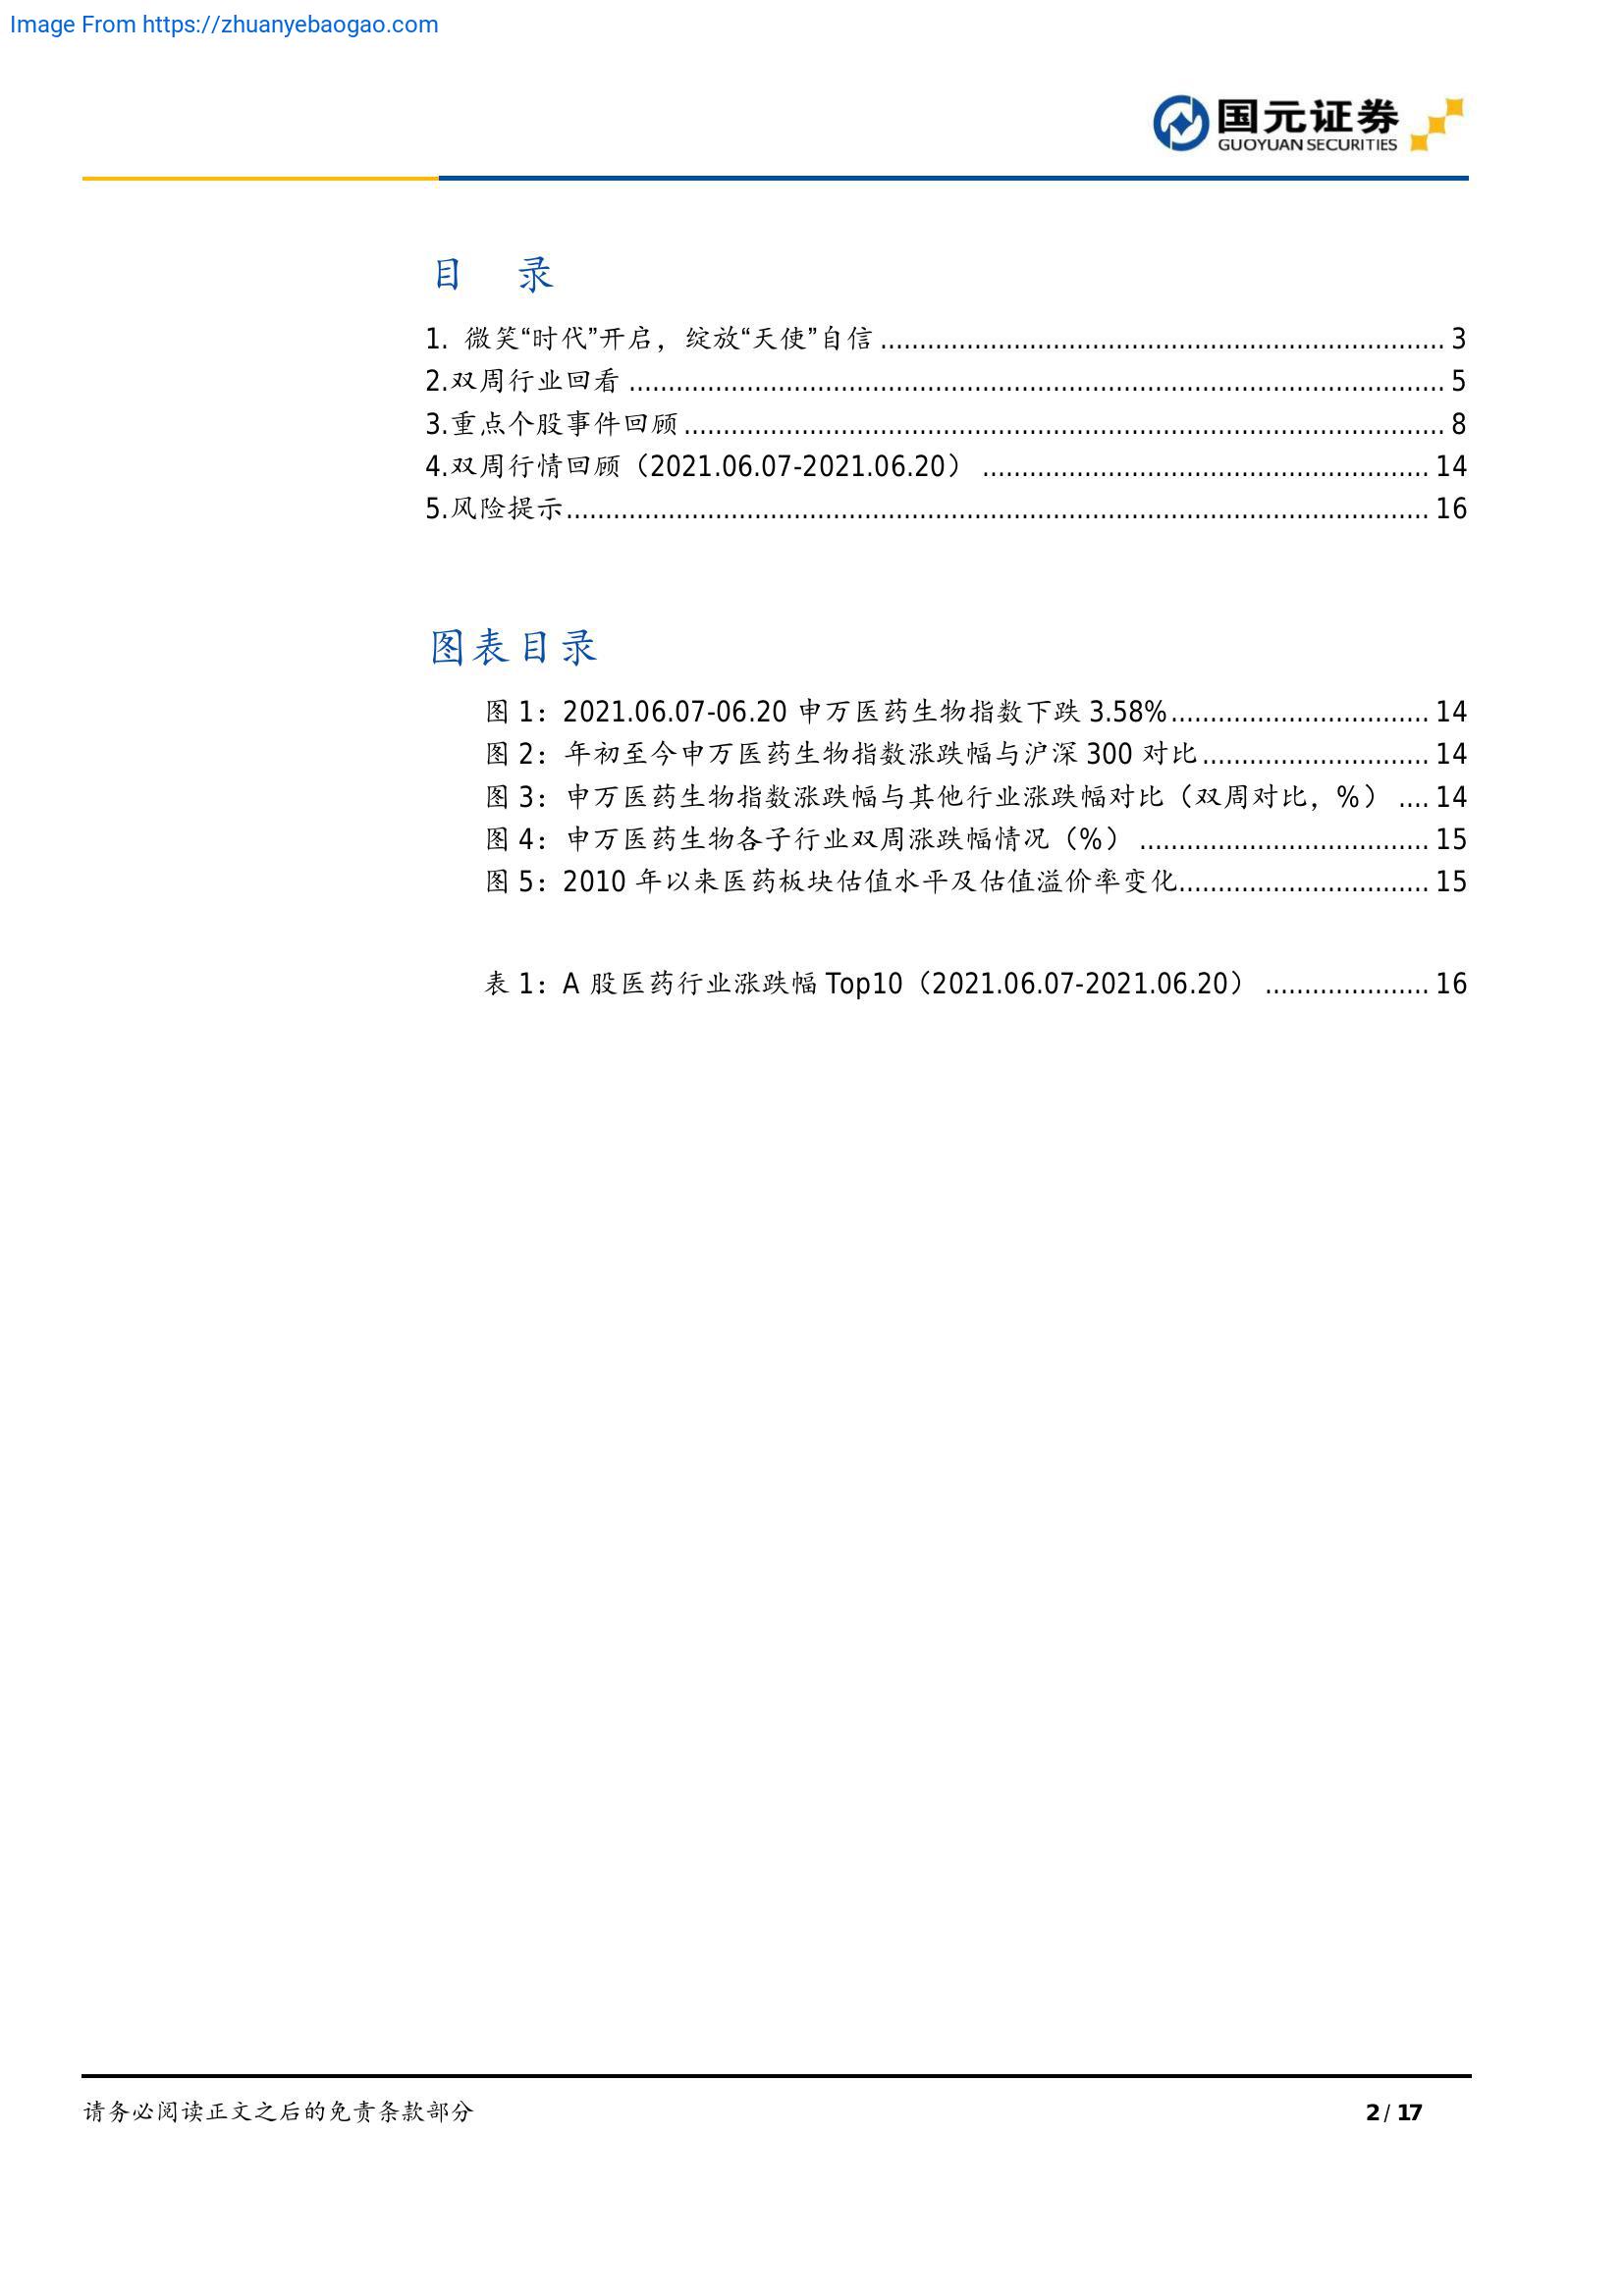 Image From https://zhuanyebaogao.com
国元证券
GUOYUAN SECURITIES
目 录
1. 微笑“时代”开启，绽放“天使”自信 ........................................................................ 3
2.双周行业回看 ........................................................................................................ 5
3.重点个股事件回顾 ................................................................................................. 8
4.双周行情回顾（2021.06.07-2021.06.20） ......................................................... 14
5.风险提示.............................................................................................................. 16
图表目录
图 1：2021.06.07-06.20 申万医药生物指数下跌 3.58%................................. 14
图 2：年初至今申万医药生物指数涨跌幅与沪深 300 对比............................. 14
图 3：申万医药生物指数涨跌幅与其他行业涨跌幅对比（双周对比，%） .... 14
图 4：申万医药生物各子行业双周涨跌幅情况（%） ..................................... 15
图 5：2010 年以来医药板块估值水平及估值溢价率变化................................ 15
表 1：A 股医药行业涨跌幅 Top10（2021.06.07-2021.06.20） ..................... 16
请务必阅读正文之后的免责条款部分
2 / 17